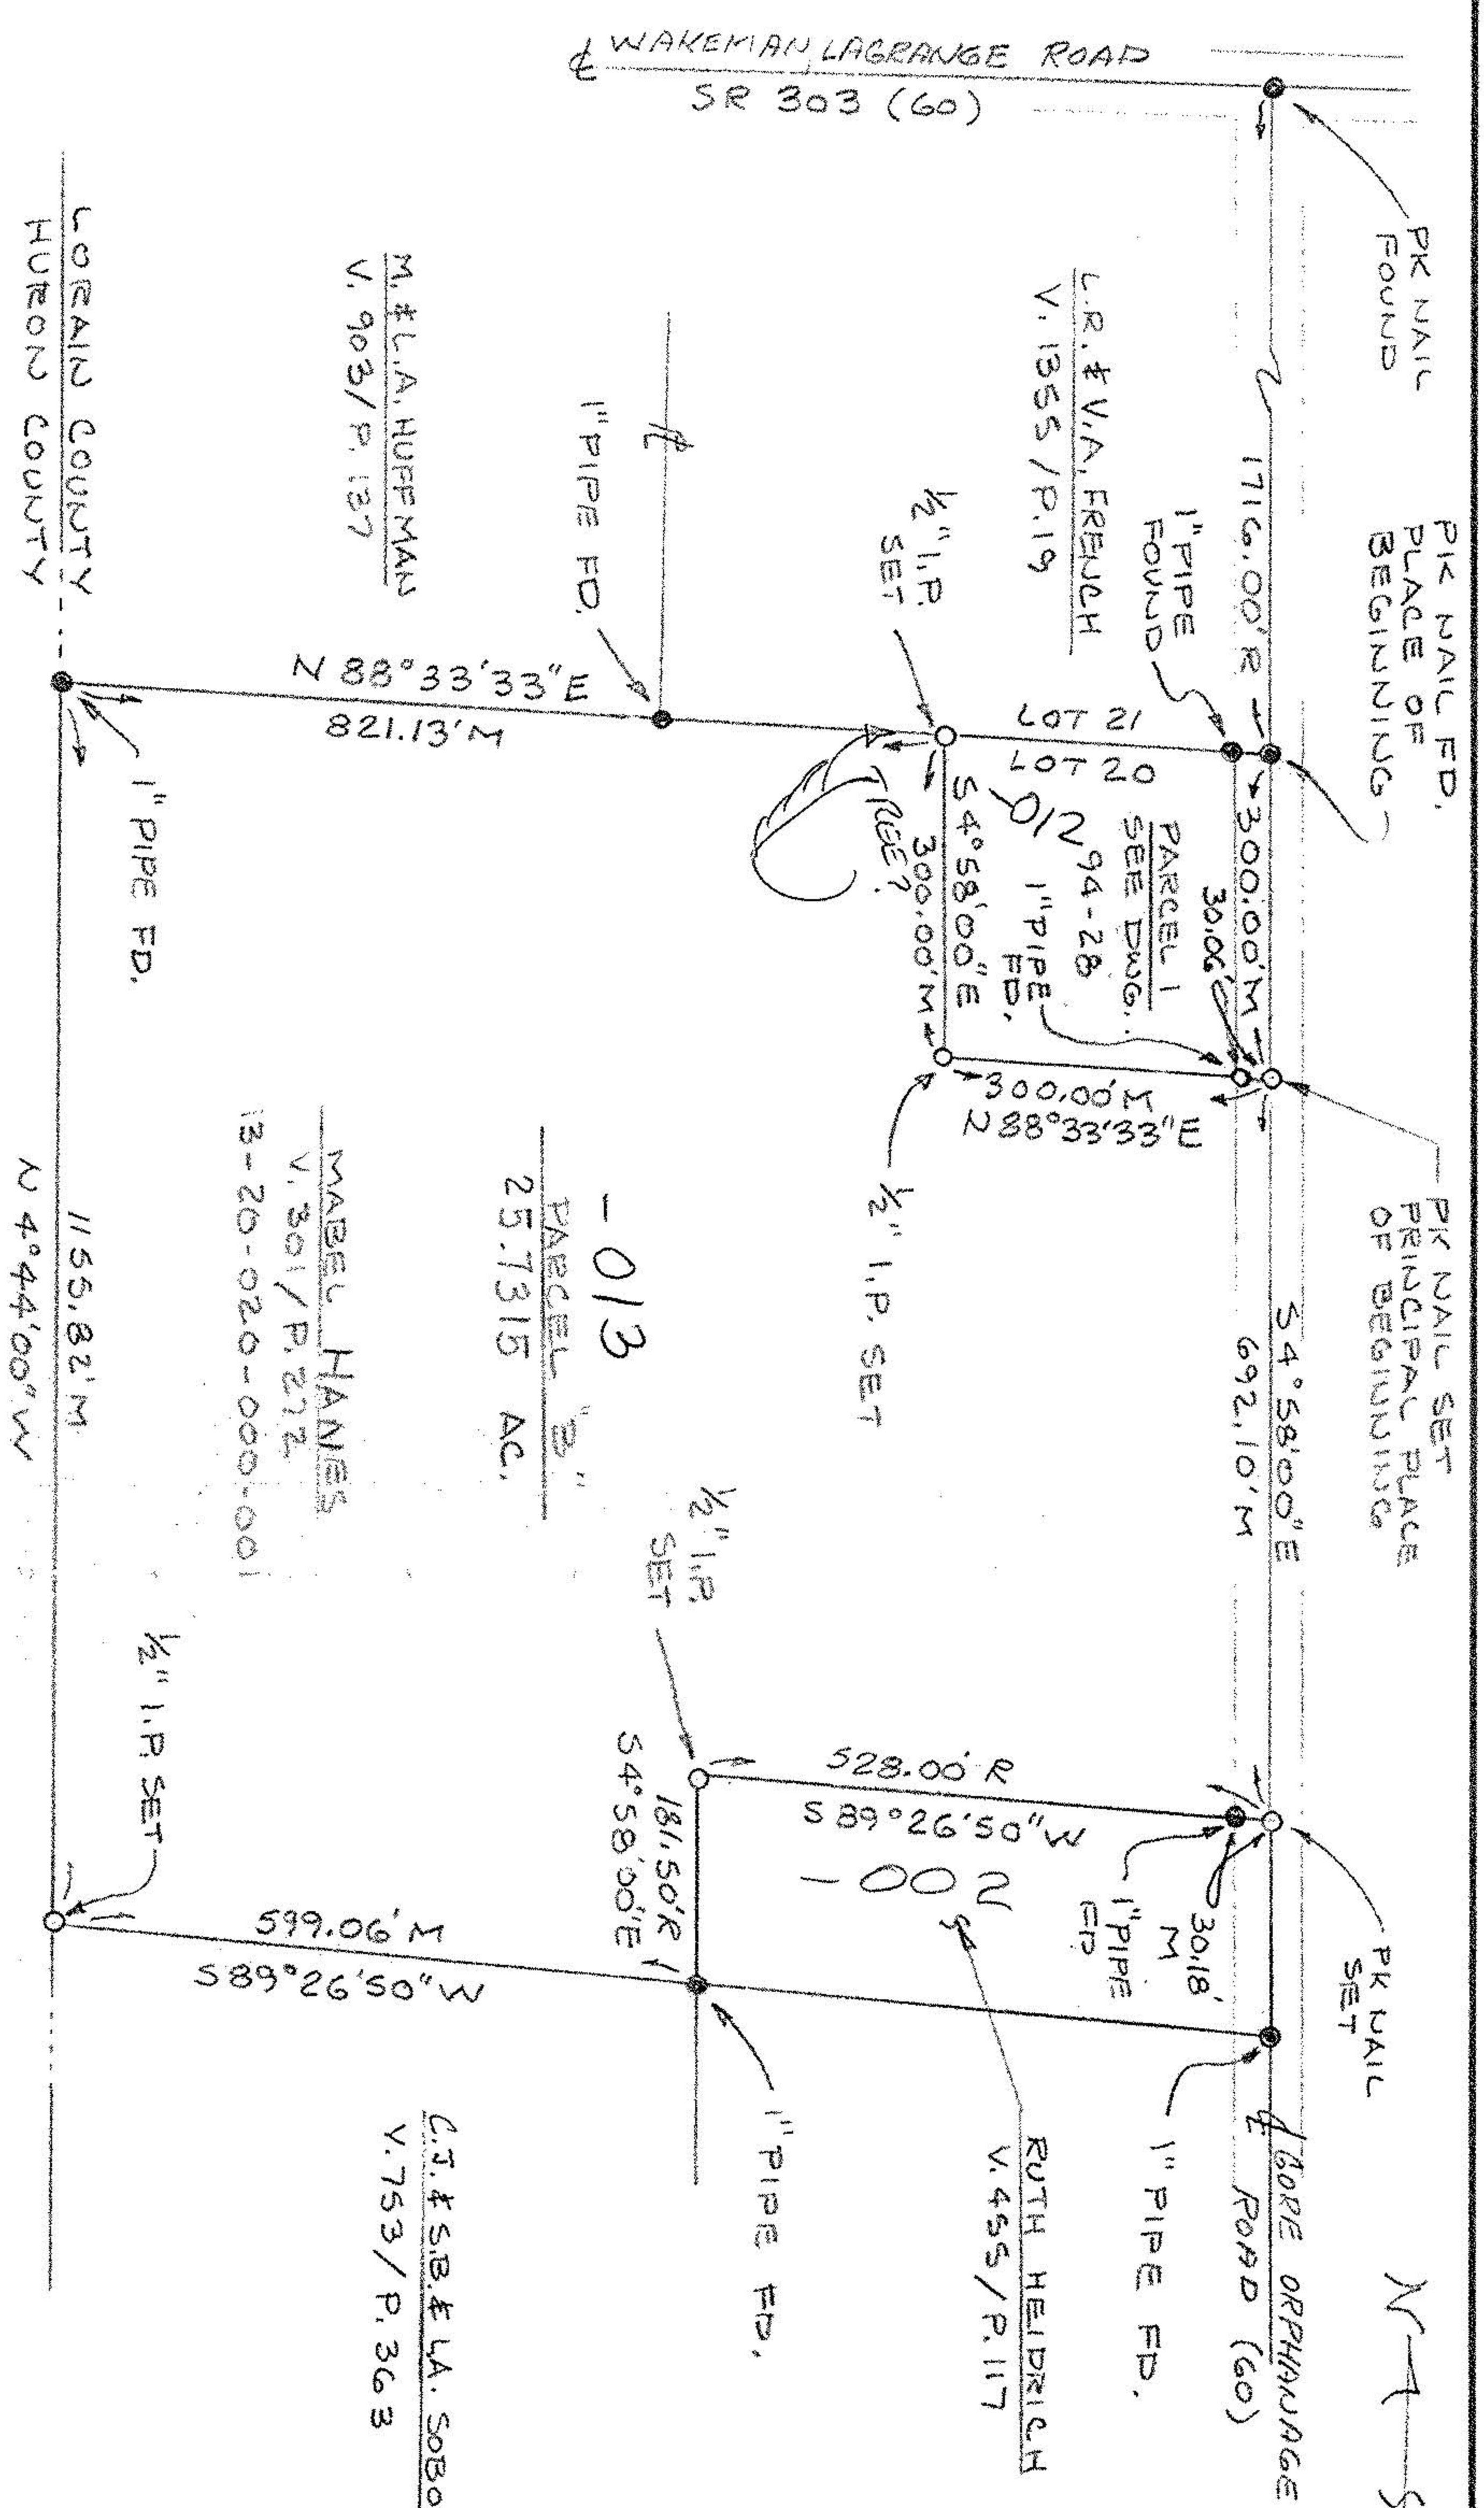 ℄ WAKEMAN, LAGRANGE ROAD
SR 303 (60)
PK NAIL
FOUND
PK NAIL FD.
PLACE OF
BEGINNING
PK NAIL SET
PRINCIPAL PLACE
OF BEGINNING
PK NAIL
SET
N S
1716.00' R
300.00' M
30.06'
S 4° 58' 00" E
692.10' M
℄ GORE ORPHANAGE
ROAD (60)
L.R. & V.A. FRENCH
V. 1355 / P. 19
1" PIPE
FOUND
½" I.P.
SET
LOT 21
LOT 20
PARCEL 1
SEE DWG.
94-28
-012
1" PIPE
FD.
S 4° 58' 00" E
300.00' M
TREE?
300.00' M
N 88° 33' 33" E
½" I.P. SET
M. & L.A. HUFFMAN
V. 903 / P. 137
1" PIPE FD.
N 88° 33' 33" E
821.13' M
LORAIN COUNTY
HURON COUNTY
1" PIPE FD.
-013
PARCEL "B"
25.7315 AC.
MABEL HANES
V. 301 / P. 222
13-20-020-000-001
1155.82' M
N 4° 44' 00" W
½" I.P.
SET
528.00' R
S 89° 26' 50" W
-002
30.18'
M
1" PIPE
FD
181.50' R
S 4° 58' 00" E
½" I.P. SET
599.06' M
S 89° 26' 50" W
1" PIPE FD.
1" PIPE FD.
RUTH HEIDRICH
V. 455 / P. 117
C.J. & S.B. & L.A. SOBO
V. 753 / P. 363